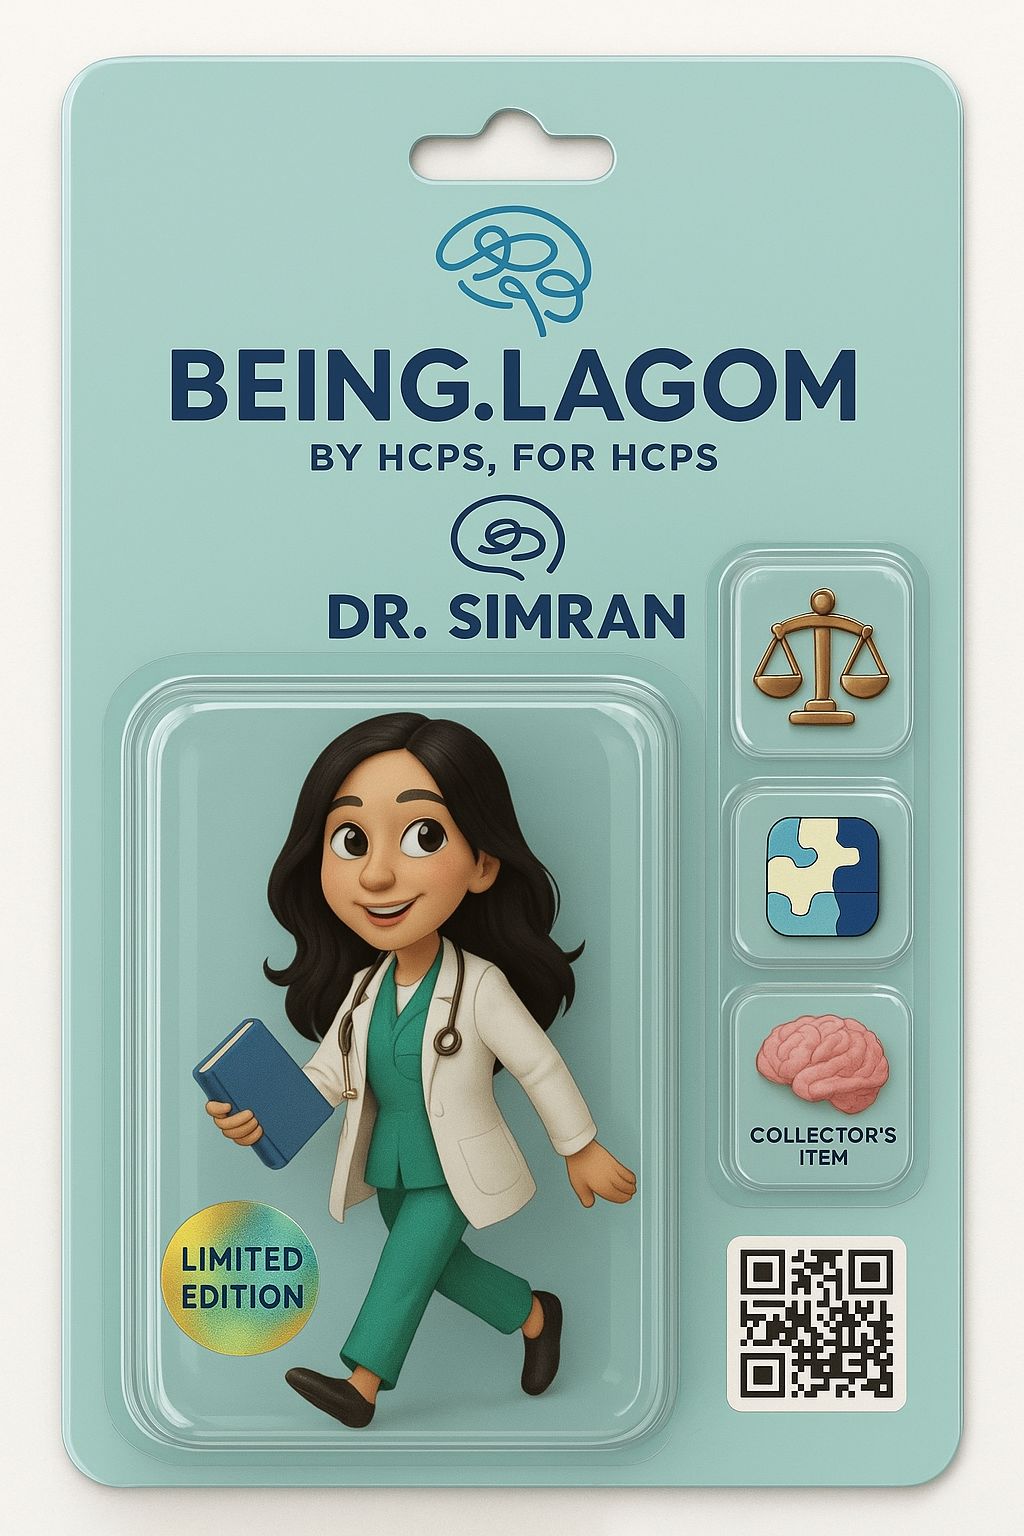 BEING.LAGOM
BY HCPS, FOR HCPS
DR. SIMRAN
COLLECTOR'S
ITEM
LIMITED
EDITION